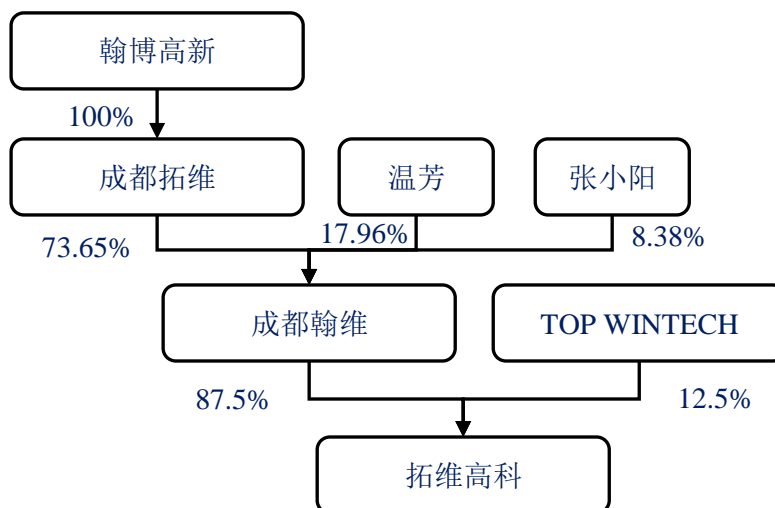 翰博高新
100%
成都拓维
温芳
张小阳
73.65%
17.96%
8.38%
成都翰维
TOP WINTECH
87.5%
12.5%
拓维高科